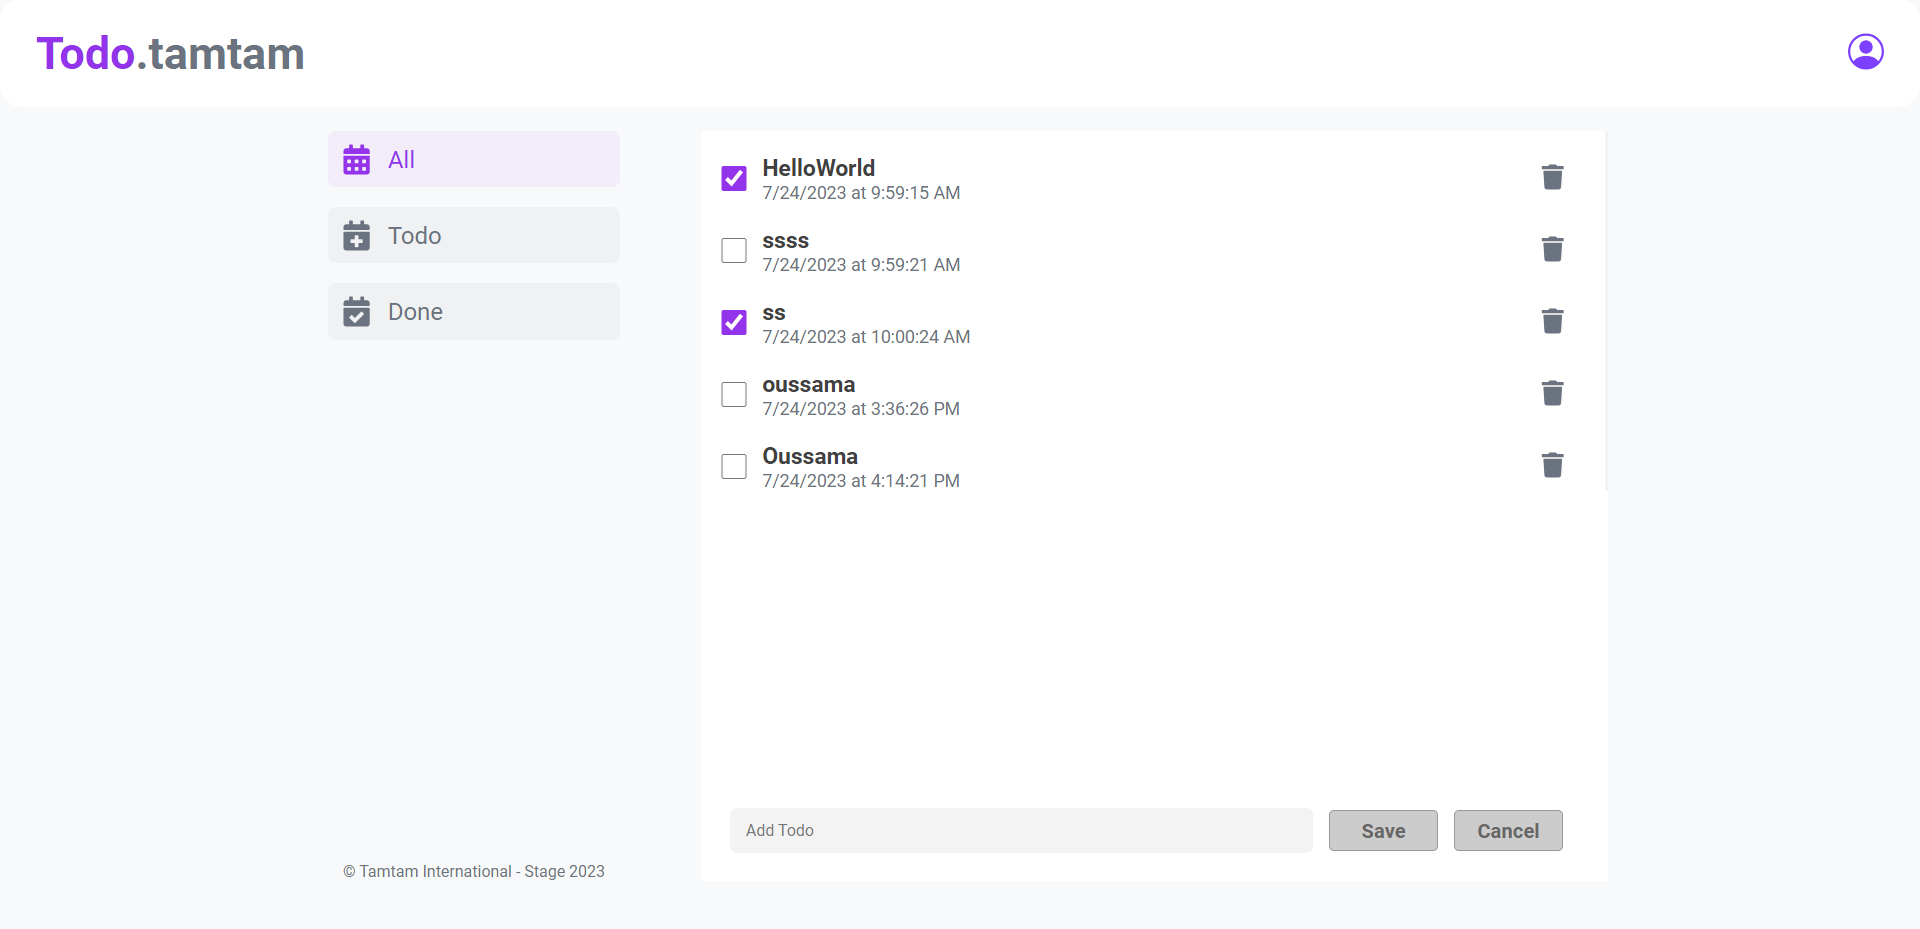 Todo.tamtam
All
Todo
Done
HelloWorld
7/24/2023 at 9:59:15 AM
ssss
7/24/2023 at 9:59:21 AM
ss
7/24/2023 at 10:00:24 AM
oussama
7/24/2023 at 3:36:26 PM
Oussama
7/24/2023 at 4:14:21 PM
Add Todo
Save
Cancel
© Tamtam International - Stage 2023